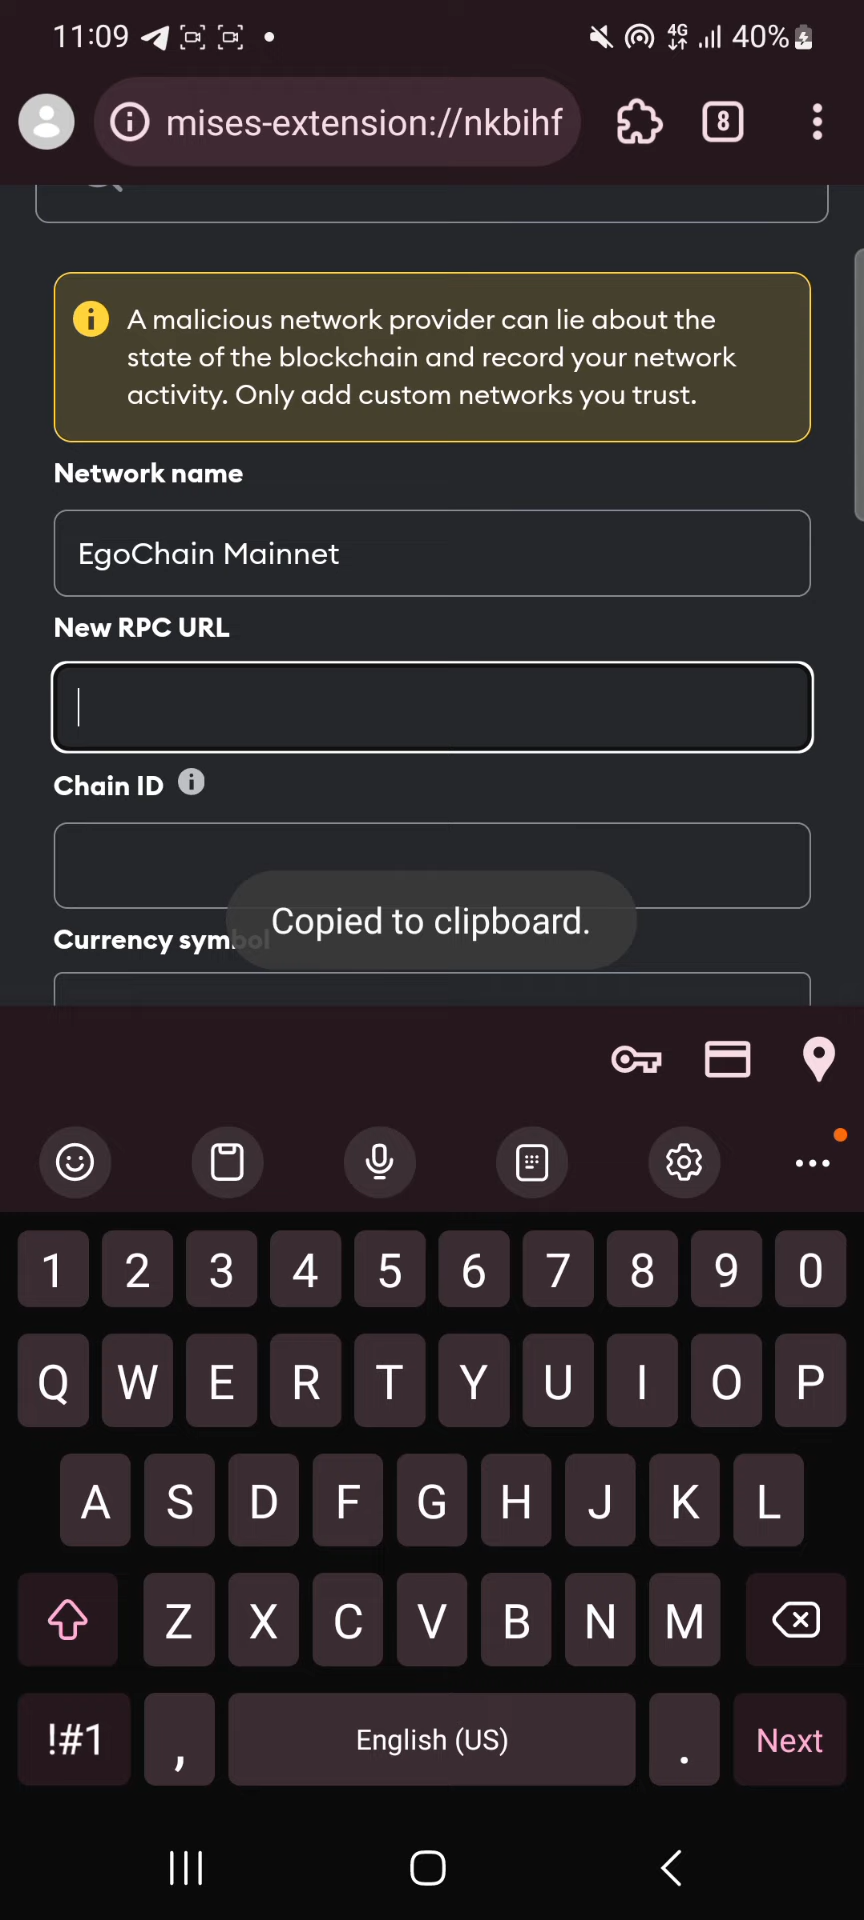 11:09
4G
40%
mises-extension://nkbihf
8
A malicious network provider can lie about the
state of the blockchain and record your network
activity. Only add custom networks you trust.
Network name
EgoChain Mainnet
New RPC URL
Chain ID
Copied to clipboard.
Currency symbol
1 2 3 4 5 6 7 8 9 0
Q W E R T Y U I O P
A S D F G H J K L
Z X C V B N M
!#1 , English (US) . Next